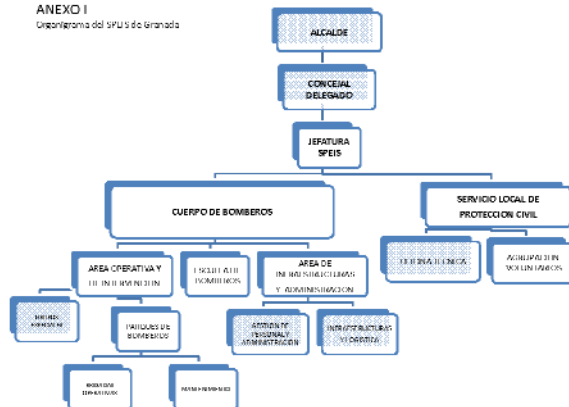 ANEXO I
Organigrama del SPEIS de Granada
ALCALDE
CONCEJAL
DELEGADO
JEFATURA
SPEIS
CUERPO DE BOMBEROS
SERVICIO LOCAL DE
PROTECCION CIVIL
AREA OPERATIVA Y
DE INTERVENCION
ESCUELA DE
BOMBEROS
AREA DE
INFRAESTRUCTURAS
Y ADMINISTRACION
OFICINA TECNICA
AGRUPACION
VOLUNTARIOS
PARQUES DE
BOMBEROS
GESTION DE
PERSONAL Y
ADMINISTRACION
INFRAESTRUCTURAS
Y LOGISTICA
OPERATIVAS
MANTENIMIENTO